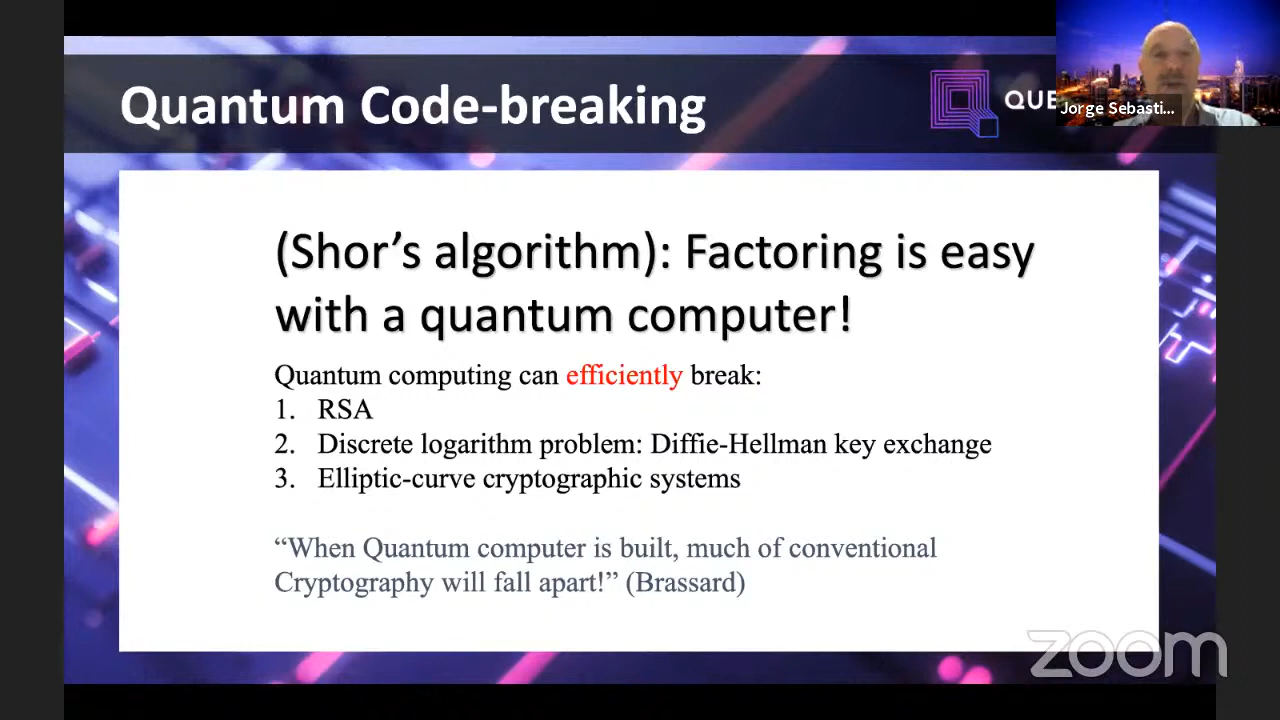 Quantum Code-breaking
QUE
Jorge Sebasti...
(Shor’s algorithm): Factoring is easy
with a quantum computer!
Quantum computing can efficiently break:
1. RSA
2. Discrete logarithm problem: Diffie-Hellman key exchange
3. Elliptic-curve cryptographic systems
“When Quantum computer is built, much of conventional
Cryptography will fall apart!” (Brassard)
zoom